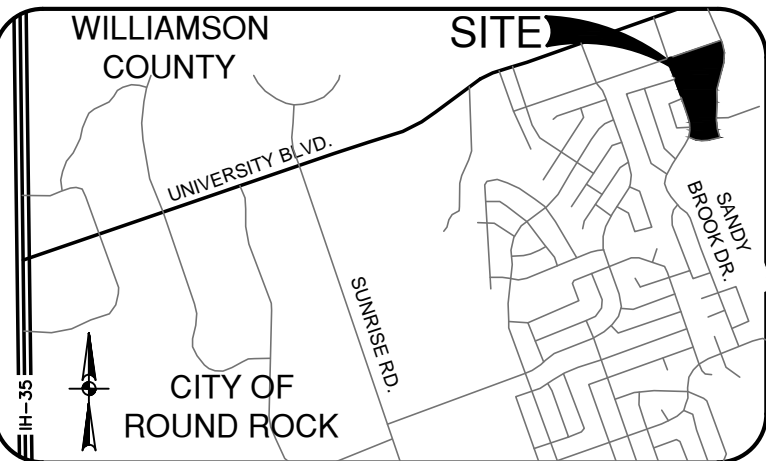 WILLIAMSON
COUNTY
SITE
UNIVERSITY BLVD.
SANDY
BROOK DR.
SUNRISE RD.
IH-35
CITY OF
ROUND ROCK